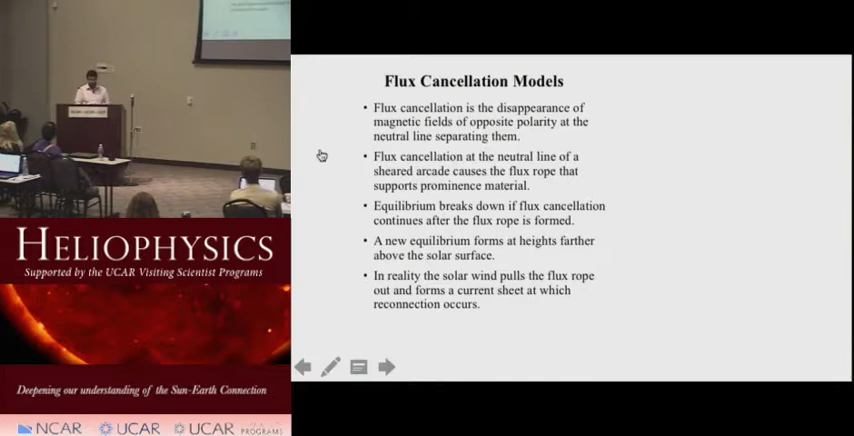 Flux Cancellation Models
• Flux cancellation is the disappearance of
magnetic fields of opposite polarity at the
neutral line separating them.
• Flux cancellation at the neutral line of a
sheared arcade causes the flux rope that
supports prominence material.
• Equilibrium breaks down if flux cancellation
continues after the flux rope is formed.
• A new equilibrium forms at heights farther
above the solar surface.
• In reality the solar wind pulls the flux rope
out and forms a current sheet at which
reconnection occurs.
HELIOPHYSICS
Supported by the UCAR Visiting Scientist Programs
Deepening our understanding of the Sun-Earth Connection
NCAR UCAR UCAR PROGRAMS